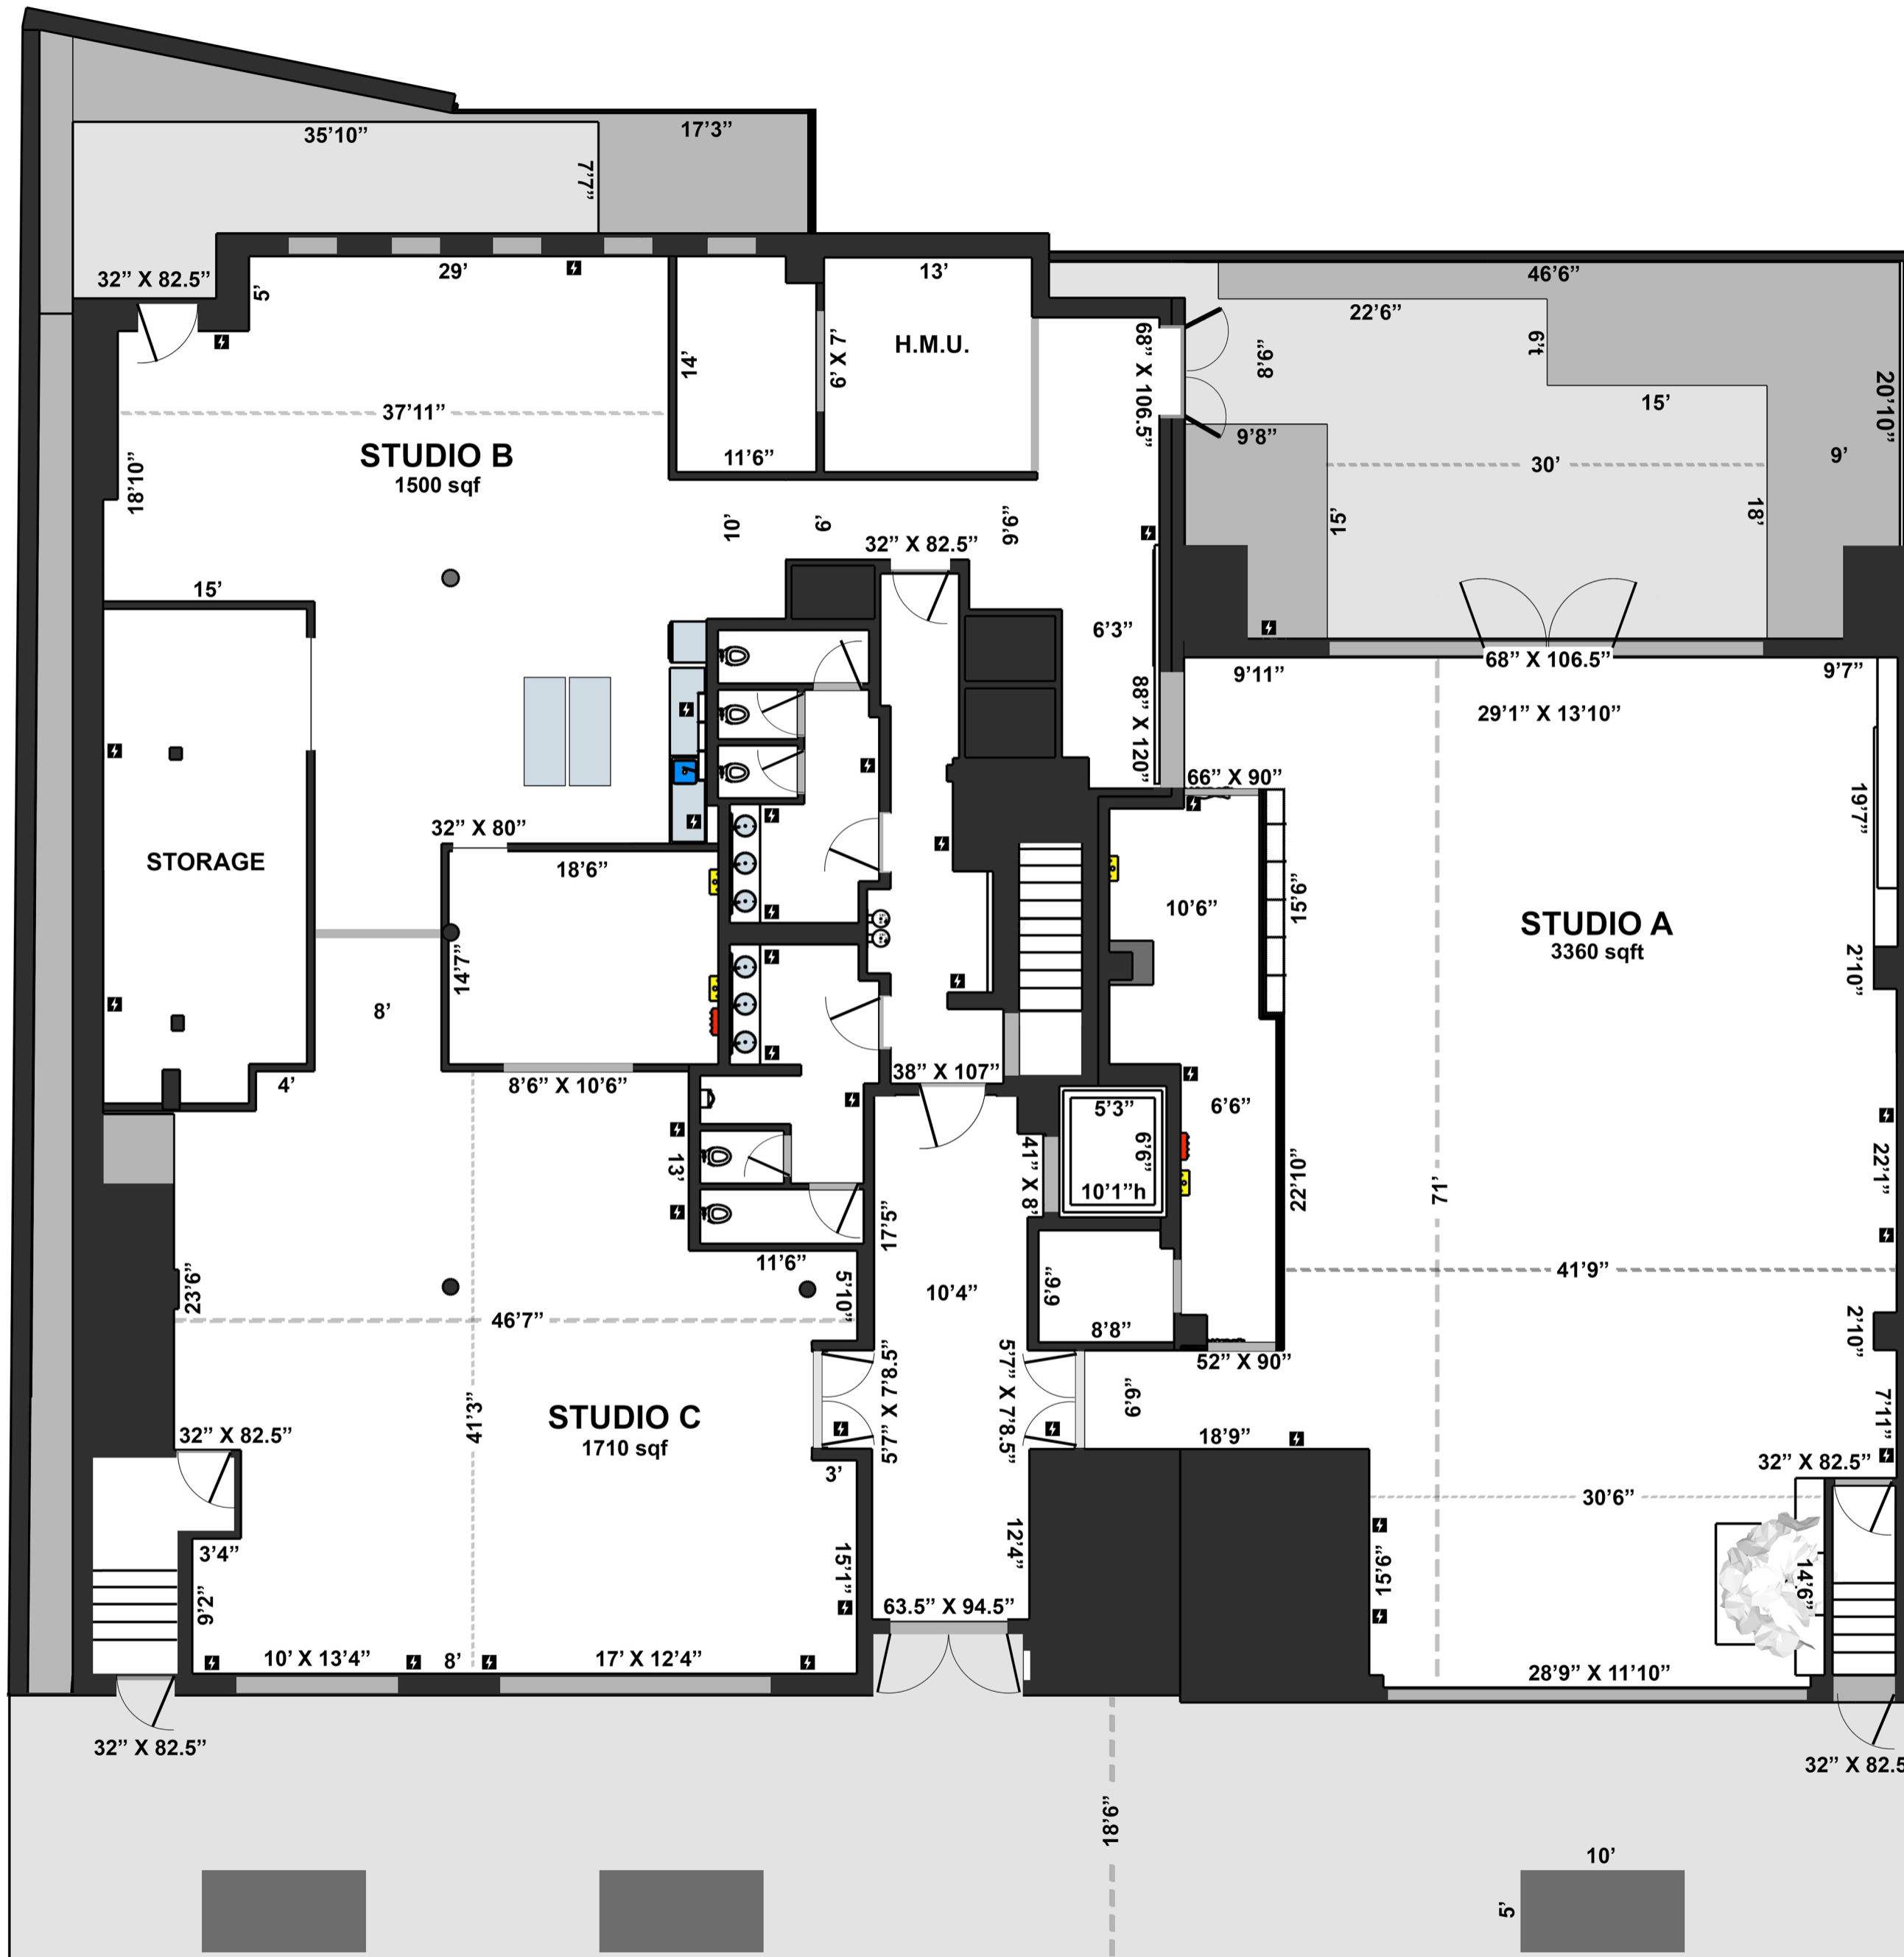 35’10”
17’3”
7’7”
32” X 82.5”
29’
5’
13’
46’6”
22’6”
6’t
8’6”
68” X 106.5”
6’ X 7’
H.M.U.
14’
20’10”
15’
37’11”
STUDIO B
1500 sqf
11’6”
9’8”
30’
9’
18’10”
15’
18’
10’
6’
9’6”
32” X 82.5”
15’
6’3”
68” X 106.5”
9’11”
9’7”
88” X 120”
29’1” X 13’10”
66” X 90”
19’7”
32” X 80”
STORAGE
18’6”
10’6”
15’6”
STUDIO A
3360 sqft
14’7”
2’10”
8’
4’
8’6” X 10’6”
38” X 107”
5’3”
6’6”
6’6”
41” X 8’
10’1”h
13’
22’10”
71’
22’1”
17’5”
11’6”
5’10”
23’6”
10’4”
6’6”
41’9”
46’7”
8’8”
2’10”
5’7” X 7’8.5”
5’7” X 7’8.5”
52” X 90”
6’9”
41’3”
STUDIO C
1710 sqf
7’11”
32” X 82.5”
18’9”
3’
32” X 82.5”
30’6”
3’4”
15’1”
12’4”
15’6”
14’6”
9’2”
63.5” X 94.5”
10’ X 13’4”
8’
17’ X 12’4”
28’9” X 11’10”
32” X 82.5”
32” X 82.5
18’6”
10’
5’